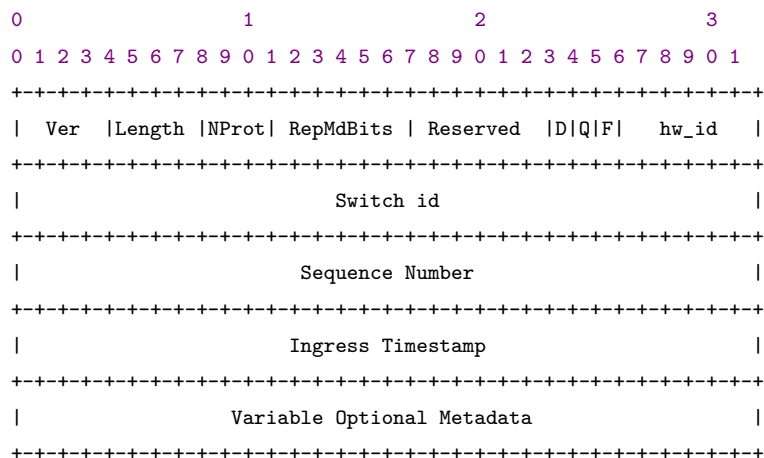 0                   1                   2                   3
0 1 2 3 4 5 6 7 8 9 0 1 2 3 4 5 6 7 8 9 0 1 2 3 4 5 6 7 8 9 0 1
+-+-+-+-+-+-+-+-+-+-+-+-+-+-+-+-+-+-+-+-+-+-+-+-+-+-+-+-+-+-+-+-+
|  Ver  |Length |NProt| RepMdBits | Reserved  |D|Q|F|   hw_id   |
+-+-+-+-+-+-+-+-+-+-+-+-+-+-+-+-+-+-+-+-+-+-+-+-+-+-+-+-+-+-+-+-+
|                           Switch id                           |
+-+-+-+-+-+-+-+-+-+-+-+-+-+-+-+-+-+-+-+-+-+-+-+-+-+-+-+-+-+-+-+-+
|                        Sequence Number                        |
+-+-+-+-+-+-+-+-+-+-+-+-+-+-+-+-+-+-+-+-+-+-+-+-+-+-+-+-+-+-+-+-+
|                       Ingress Timestamp                       |
+-+-+-+-+-+-+-+-+-+-+-+-+-+-+-+-+-+-+-+-+-+-+-+-+-+-+-+-+-+-+-+-+
|                  Variable Optional Metadata                   |
+-+-+-+-+-+-+-+-+-+-+-+-+-+-+-+-+-+-+-+-+-+-+-+-+-+-+-+-+-+-+-+-+